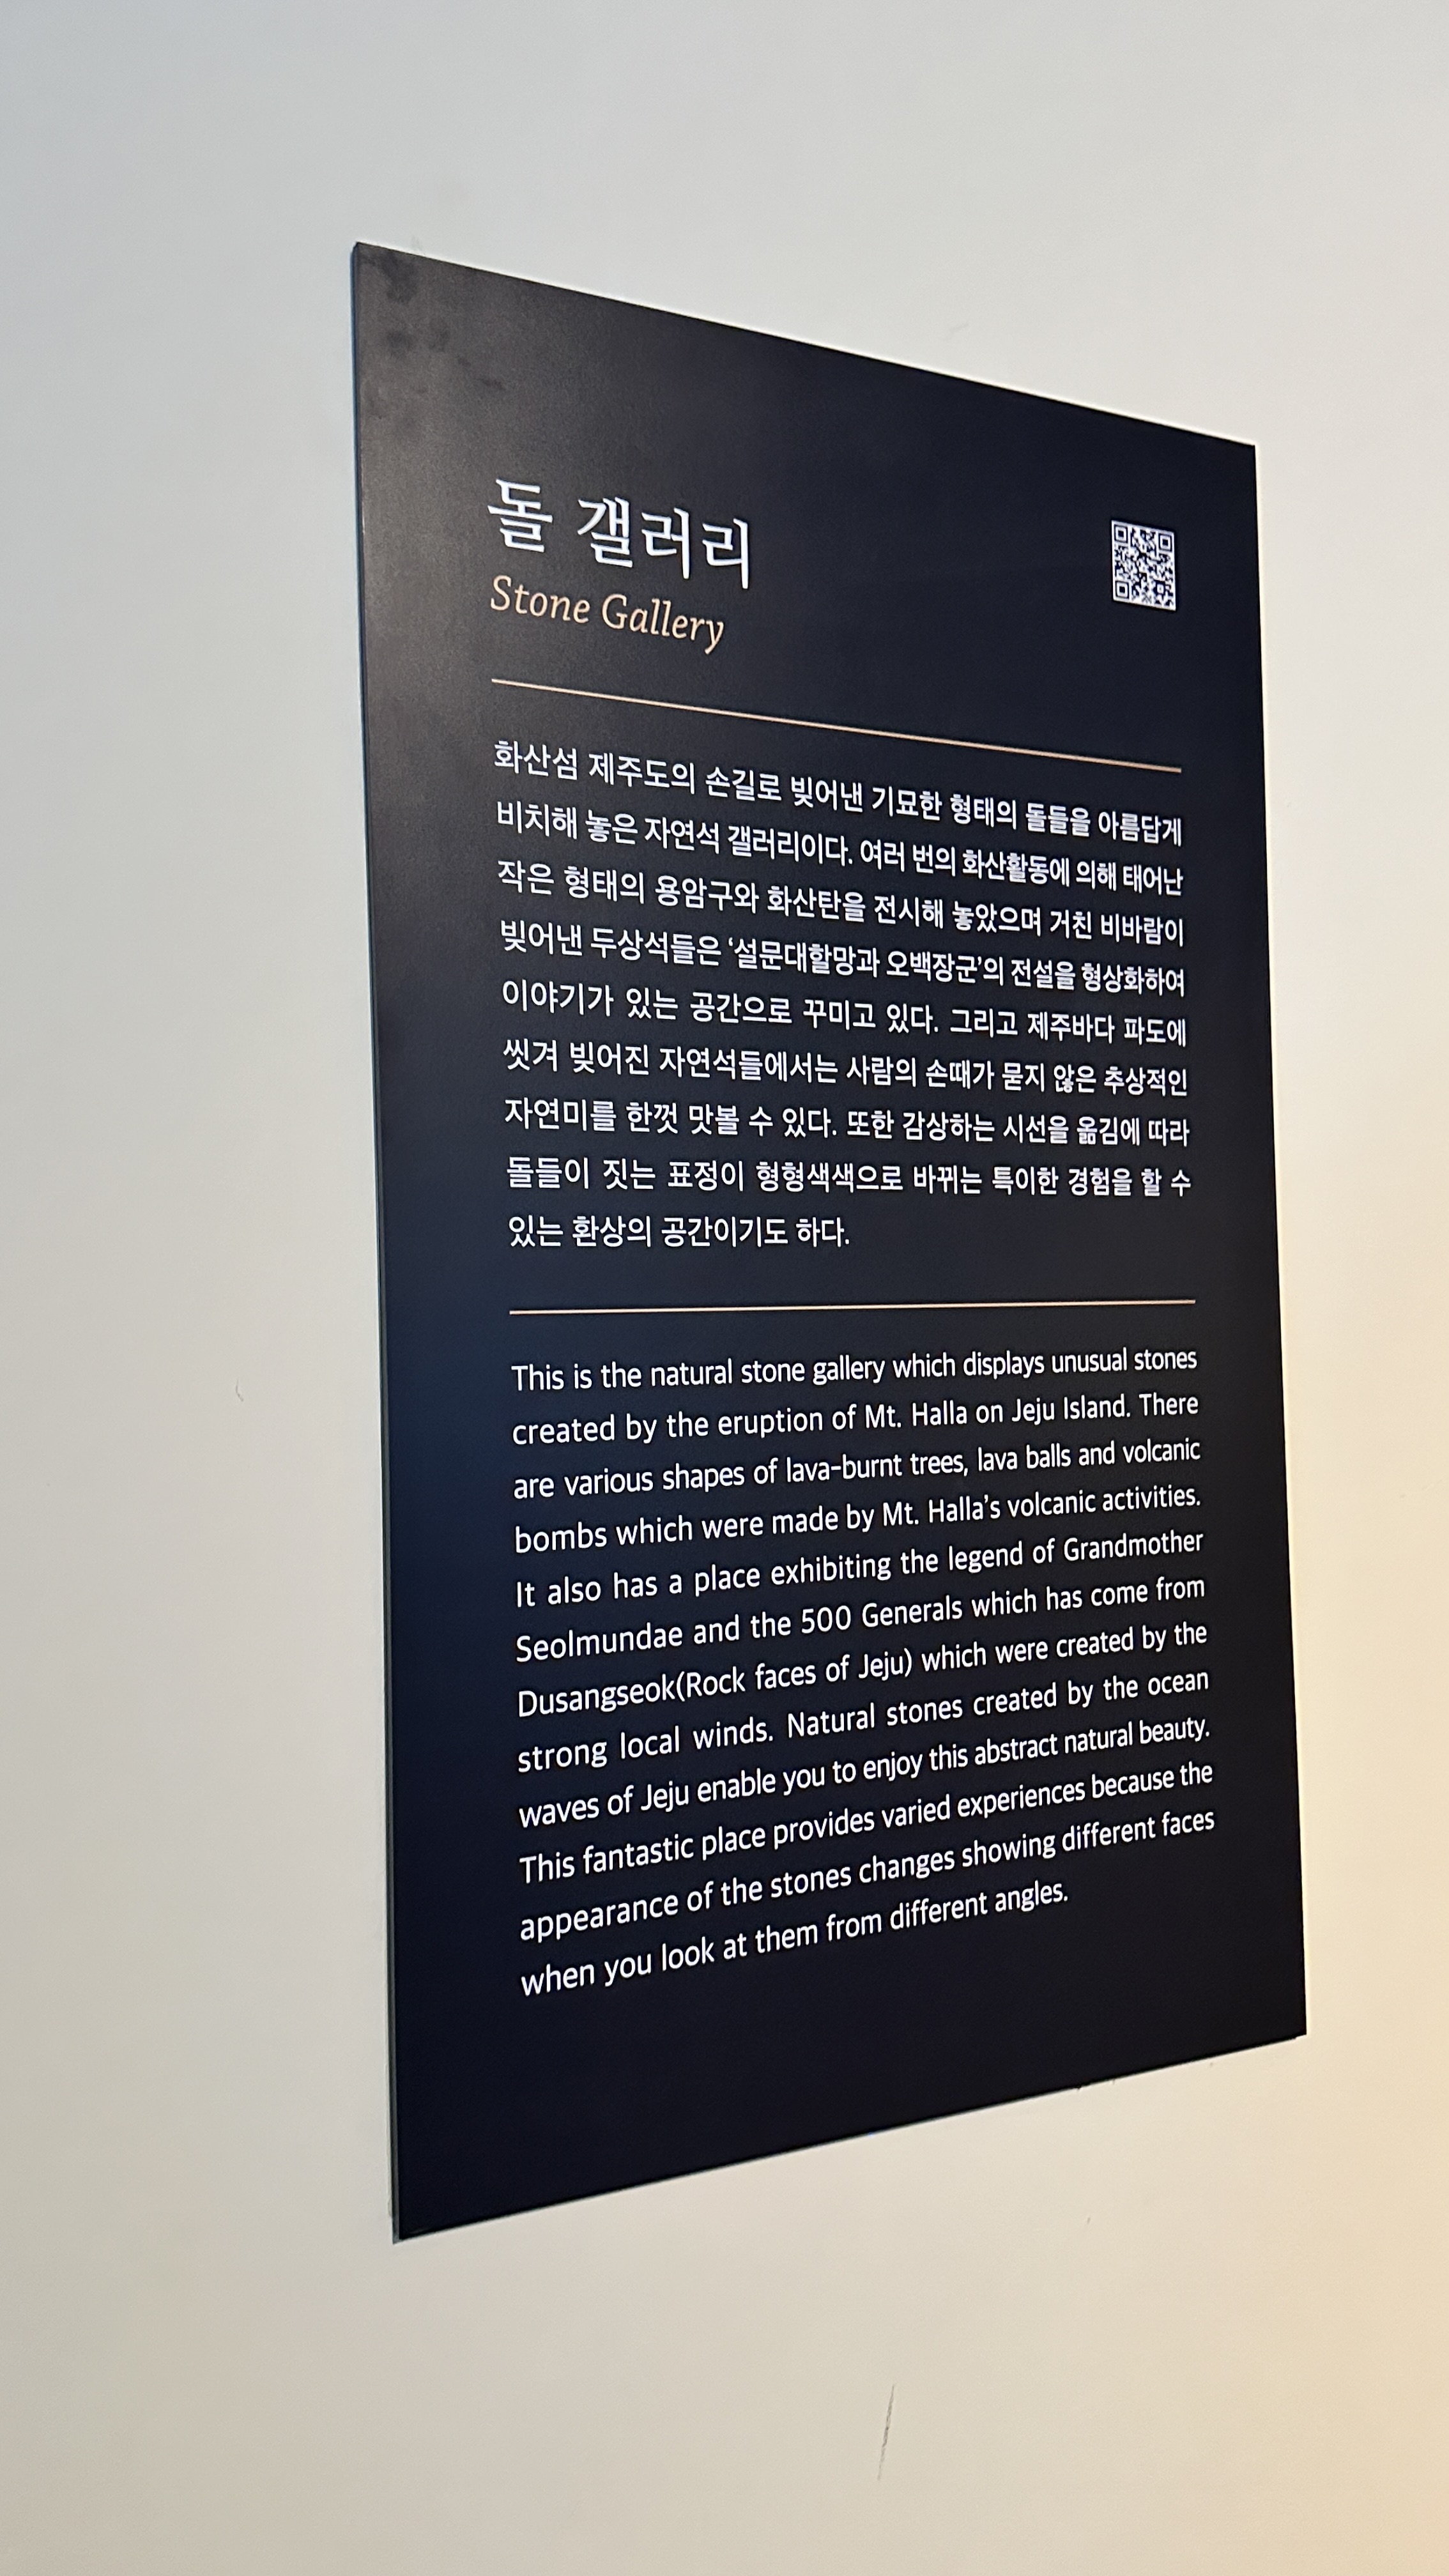 돌 갤러리
Stone Gallery
화산섬 제주도의 손길로 빚어낸 기묘한 형태의 돌들을 아름답게
비치해 놓은 자연석 갤러리이다. 여러 번의 화산활동에 의해 태어난
작은 형태의 용암구와 화산탄을 전시해 놓았으며 거친 비바람이
빚어낸 두상석들은 ‘설문대할망과 오백장군’의 전설을 형상화하여
이야기가 있는 공간으로 꾸미고 있다. 그리고 제주바다 파도에
씻겨 빚어진 자연석들에서는 사람의 손때가 묻지 않은 추상적인
자연미를 한껏 맛볼 수 있다. 또한 감상하는 시선을 옮김에 따라
돌들이 짓는 표정이 형형색색으로 바뀌는 특이한 경험을 할 수
있는 환상의 공간이기도 하다.
This is the natural stone gallery which displays unusual stones
created by the eruption of Mt. Halla on Jeju Island. There
are various shapes of lava-burnt trees, lava balls and volcanic
bombs which were made by Mt. Halla’s volcanic activities.
It also has a place exhibiting the legend of Grandmother
Seolmundae and the 500 Generals which has come from
Dusangseok(Rock faces of Jeju) which were created by the
strong local winds. Natural stones created by the ocean
waves of Jeju enable you to enjoy this abstract natural beauty.
This fantastic place provides varied experiences because the
appearance of the stones changes showing different faces
when you look at them from different angles.